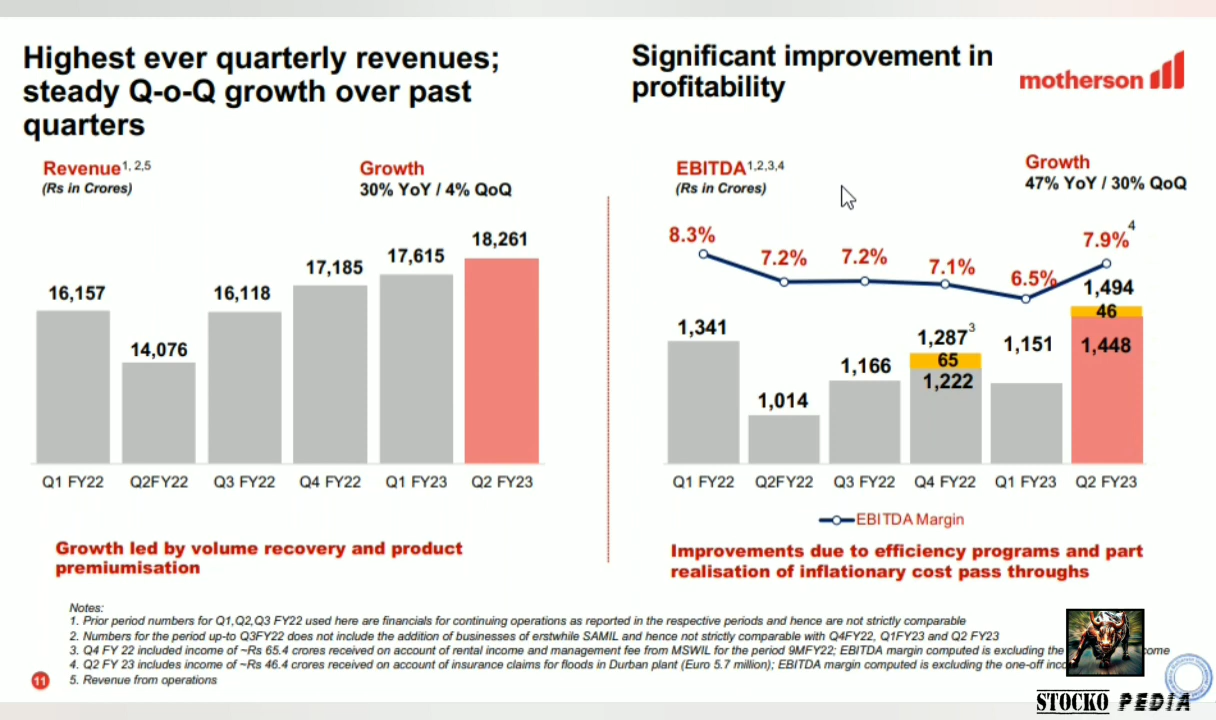 Highest ever quarterly revenues;
steady Q-o-Q growth over past
quarters
Revenue1, 2,5
(Rs in Crores)
Growth
30% YoY / 4% QoQ
16,157
14,076
16,118
17,185
17,615
18,261
Q1 FY22
Q2FY22
Q3 FY22
Q4 FY22
Q1 FY23
Q2 FY23
Growth led by volume recovery and product
premiumisation
Significant improvement in
profitability
motherson
EBITDA1,2,3,4
(Rs in Crores)
Growth
47% YoY / 30% QoQ
8.3%
7.2%
7.2%
7.1%
6.5%
7.9%4
1,341
1,014
1,166
1,2873
65
1,222
1,151
1,494
46
1,448
Q1 FY22
Q2FY22
Q3 FY22
Q4 FY22
Q1 FY23
Q2 FY23
EBITDA Margin
Improvements due to efficiency programs and part
realisation of inflationary cost pass throughs
Notes:
1. Prior period numbers for Q1,Q2,Q3 FY22 used here are financials for continuing operations as reported in the respective periods and hence are not strictly comparable
2. Numbers for the period up-to Q3FY22 does not include the addition of businesses of erstwhile SAMIL and hence not strictly comparable with Q4FY22, Q1FY23 and Q2 FY23
3. Q4 FY 22 included income of ~Rs 65.4 crores received on account of rental income and management fee from MSWIL for the period 9MFY22; EBITDA margin computed is excluding the
4. Q2 FY 23 includes income of ~Rs 46.4 crores received on account of insurance claims for floods in Durban plant (Euro 5.7 million); EBITDA margin computed is excluding the one-off
5. Revenue from operations
11
STOCKO PEDIA